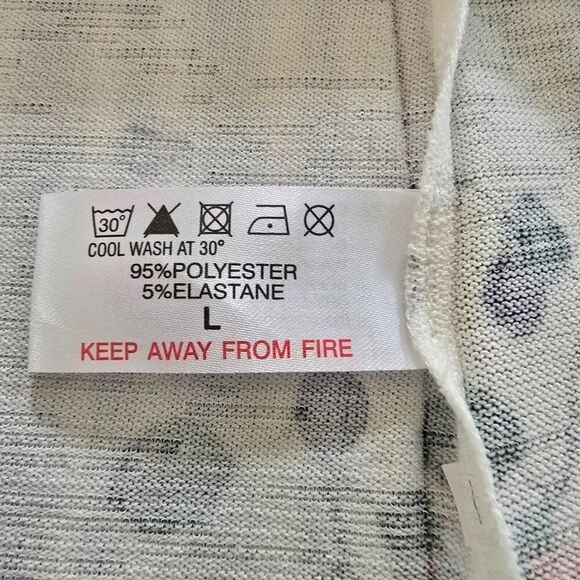 30°
COOL WASH AT 30°
95%POLYESTER
5%ELASTANE
L
KEEP AWAY FROM FIRE